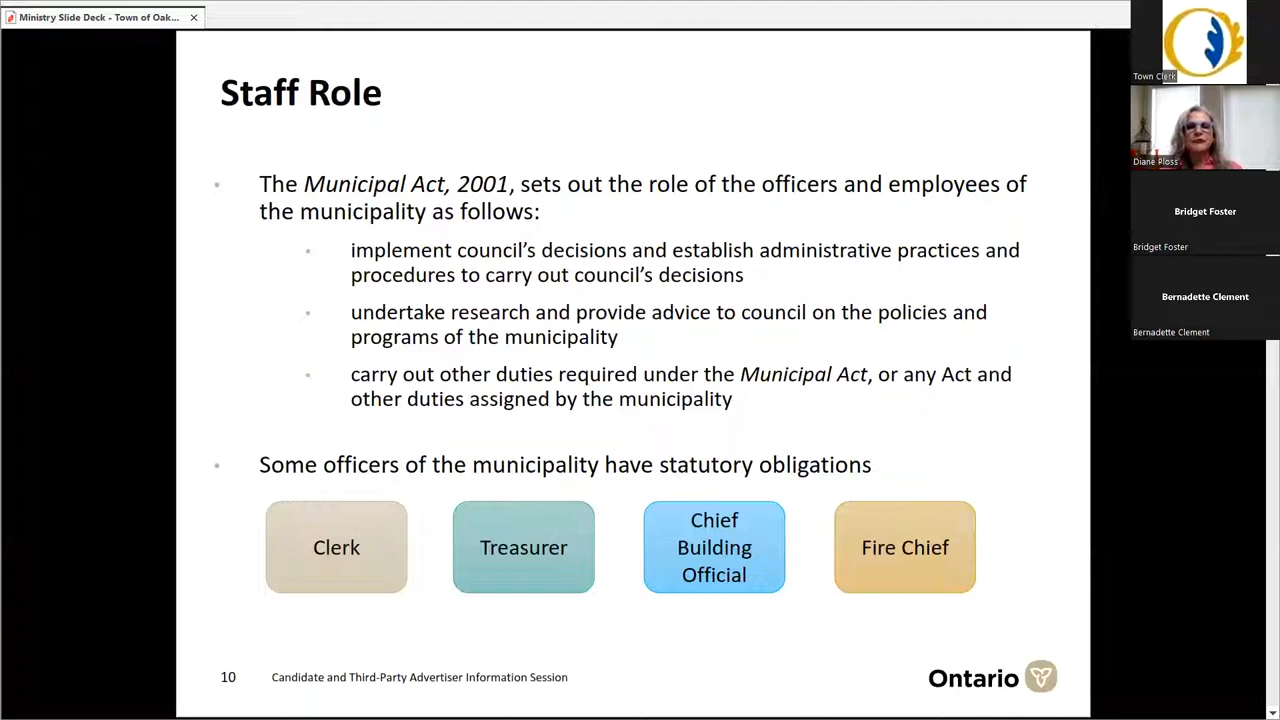 Ministry Slide Deck - Town of Oak...
Staff Role
The Municipal Act, 2001, sets out the role of the officers and employees of
the municipality as follows:
implement council's decisions and establish administrative practices and
procedures to carry out council's decisions
undertake research and provide advice to council on the policies and
programs of the municipality
carry out other duties required under the Municipal Act, or any Act and
other duties assigned by the municipality
Some officers of the municipality have statutory obligations
Clerk
Treasurer
Chief
Building
Official
Fire Chief
10
Candidate and Third-Party Advertiser Information Session
Ontario
Town Clerk
Diane Ploss
Bridget Foster
Bridget Foster
Bernadette Clement
Bernadette Clement